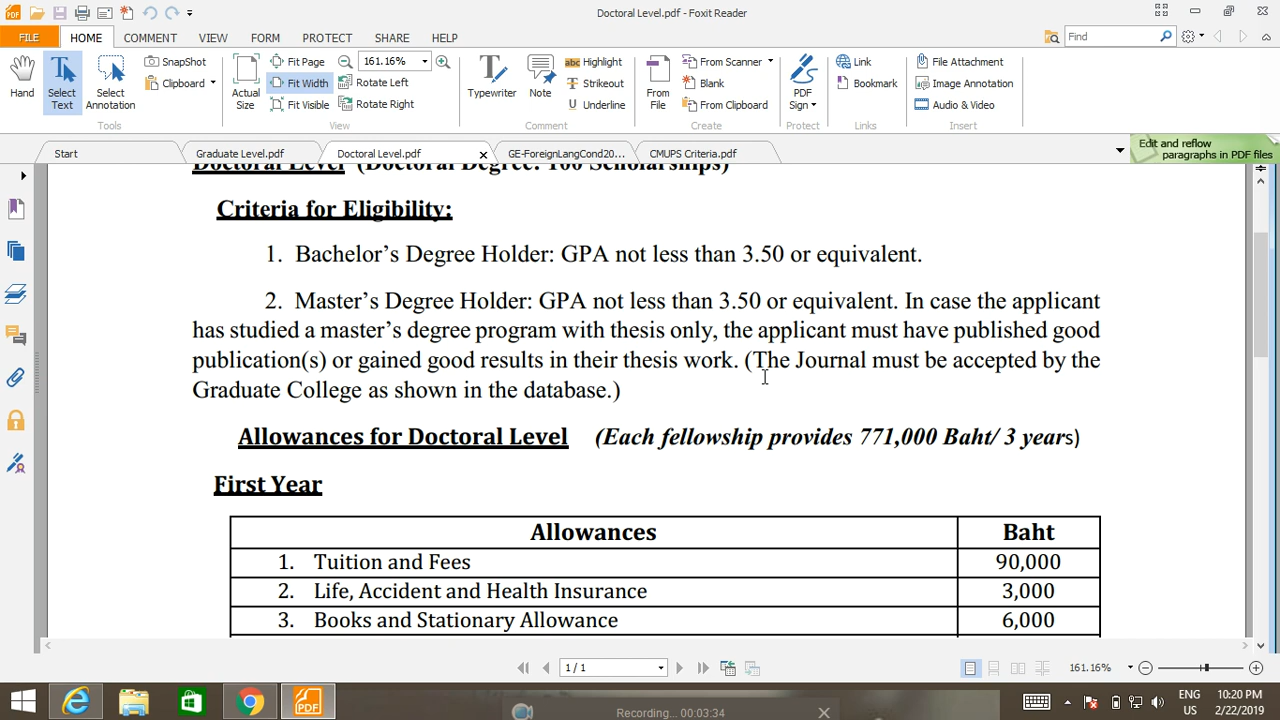 Doctoral Level.pdf - Foxit Reader
FILE HOME COMMENT VIEW FORM PROTECT SHARE HELP Find
Hand Select Text Select Annotation SnapShot Clipboard Tools
Actual Size Fit Page Fit Width Fit Visible 161.16% Rotate Left Rotate Right View
Typewriter Note Highlight Strikeout Underline Comment
From File From Scanner Blank From Clipboard Create
PDF Sign Protect
Link Bookmark Links
File Attachment Image Annotation Audio & Video Insert
Start Graduate Level.pdf Doctoral Level.pdf GE-ForeignLangCond20... CMUPS Criteria.pdf
Edit and reflow
paragraphs in PDF files
Doctoral Level (Doctoral Degree: 100 Scholarships)
Criteria for Eligibility:
1. Bachelor's Degree Holder: GPA not less than 3.50 or equivalent.
2. Master's Degree Holder: GPA not less than 3.50 or equivalent. In case the applicant
has studied a master's degree program with thesis only, the applicant must have published good
publication(s) or gained good results in their thesis work. (The Journal must be accepted by the
Graduate College as shown in the database.)
Allowances for Doctoral Level (Each fellowship provides 771,000 Baht/ 3 years)
First Year
Allowances Baht
1. Tuition and Fees 90,000
2. Life, Accident and Health Insurance 3,000
3. Books and Stationary Allowance 6,000
1 / 1 161.16%
Recording... 00:03:34
ENG 10:20 PM
US 2/22/2019